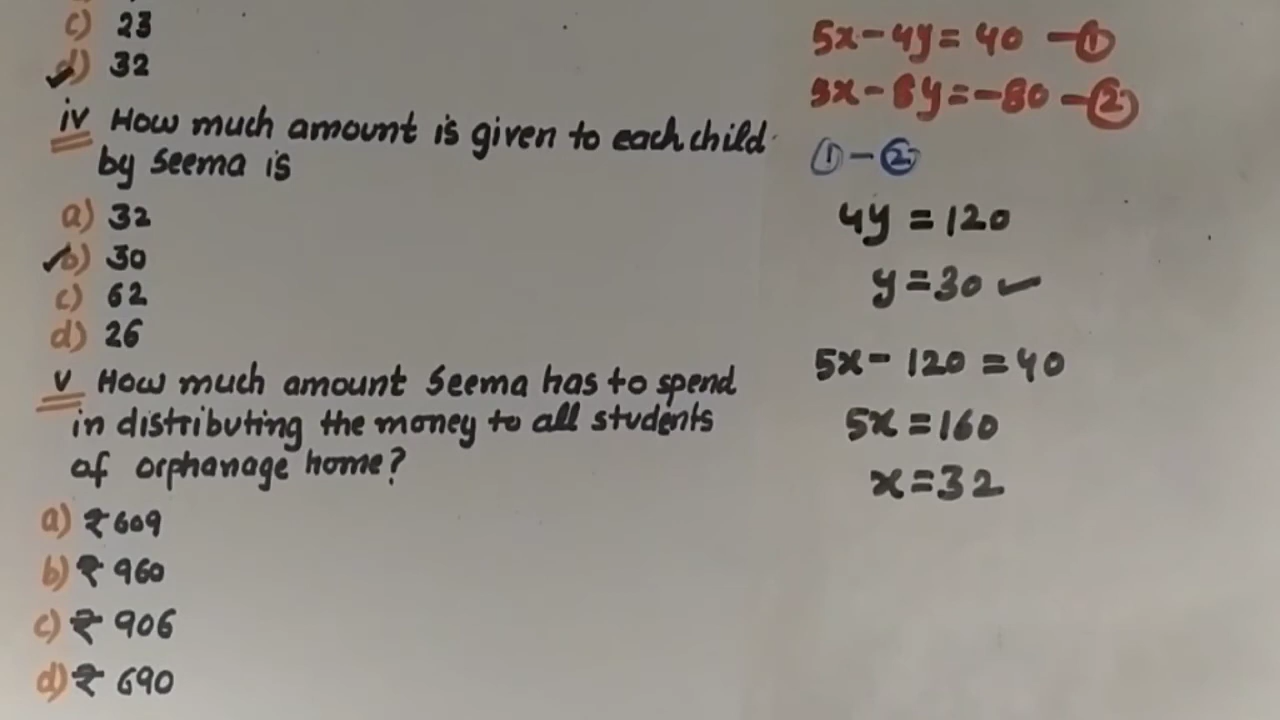 c) 23
d) 32
iv How much amount is given to each child
by Seema is
a) 32
b) 30
c) 62
d) 26
v How much amount Seema has to spend
in distributing the money to all students
of orphanage home?
a) ₹ 609
b) ₹ 960
c) ₹ 906
d) ₹ 690
5x - 4y = 40 - ①
5x - 8y = -80 - ②
① - ②
4y = 120
y = 30 ✓
5x - 120 = 40
5x = 160
x = 32